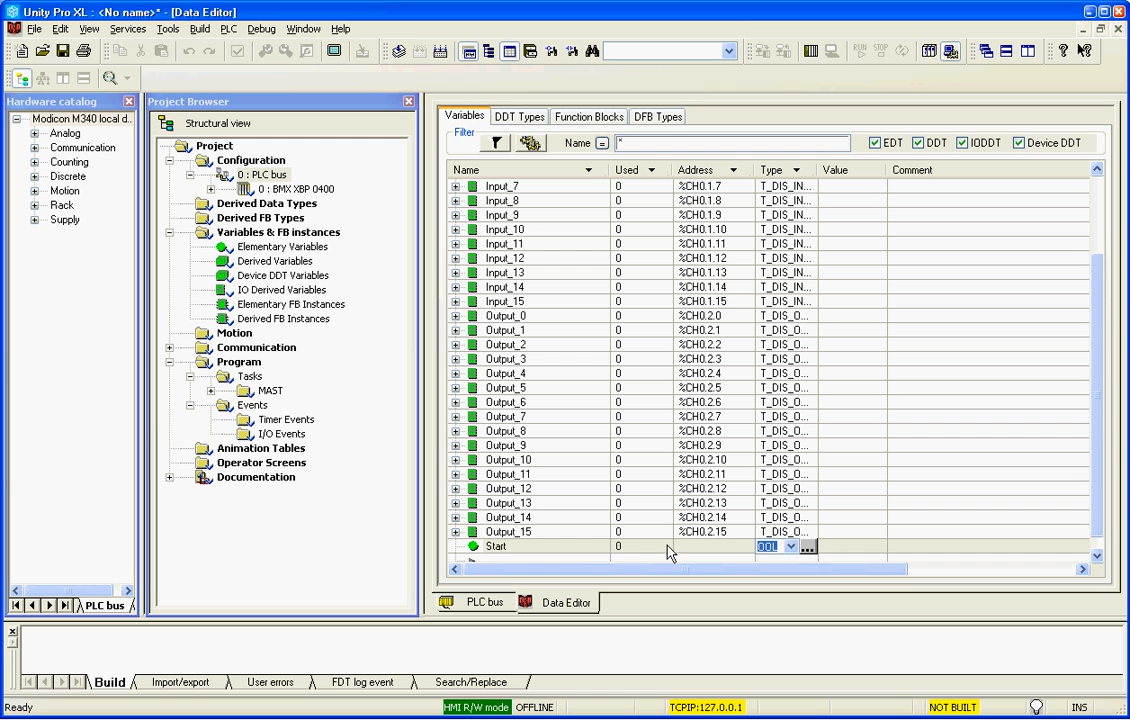 Unity Pro XL : <No name>* - [Data Editor]
File Edit View Services Tools Build PLC Debug Window Help
RUN STOP
Hardware catalog
Modicon M340 local d...
Analog
Communication
Counting
Discrete
Motion
Rack
Supply
PLC bus
Project Browser
Structural view
Project
Configuration
0 : PLC bus
0 : BMX XBP 0400
Derived Data Types
Derived FB Types
Variables & FB instances
Elementary Variables
Derived Variables
Device DDT Variables
IO Derived Variables
Elementary FB Instances
Derived FB Instances
Motion
Communication
Program
Tasks
MAST
Events
Timer Events
I/O Events
Animation Tables
Operator Screens
Documentation
Variables DDT Types Function Blocks DFB Types
Filter
Name = * EDT DDT IODDT Device DDT
Name Used Address Type Value Comment
Input_7 0 %CH0.1.7 T_DIS_IN...
Input_8 0 %CH0.1.8 T_DIS_IN...
Input_9 0 %CH0.1.9 T_DIS_IN...
Input_10 0 %CH0.1.10 T_DIS_IN...
Input_11 0 %CH0.1.11 T_DIS_IN...
Input_12 0 %CH0.1.12 T_DIS_IN...
Input_13 0 %CH0.1.13 T_DIS_IN...
Input_14 0 %CH0.1.14 T_DIS_IN...
Input_15 0 %CH0.1.15 T_DIS_IN...
Output_0 0 %CH0.2.0 T_DIS_O...
Output_1 0 %CH0.2.1 T_DIS_O...
Output_2 0 %CH0.2.2 T_DIS_O...
Output_3 0 %CH0.2.3 T_DIS_O...
Output_4 0 %CH0.2.4 T_DIS_O...
Output_5 0 %CH0.2.5 T_DIS_O...
Output_6 0 %CH0.2.6 T_DIS_O...
Output_7 0 %CH0.2.7 T_DIS_O...
Output_8 0 %CH0.2.8 T_DIS_O...
Output_9 0 %CH0.2.9 T_DIS_O...
Output_10 0 %CH0.2.10 T_DIS_O...
Output_11 0 %CH0.2.11 T_DIS_O...
Output_12 0 %CH0.2.12 T_DIS_O...
Output_13 0 %CH0.2.13 T_DIS_O...
Output_14 0 %CH0.2.14 T_DIS_O...
Output_15 0 %CH0.2.15 T_DIS_O...
Start 0 OOL ...
PLC bus Data Editor
Build Import/export User errors FDT log event Search/Replace
Ready HMI R/W mode OFFLINE TCPIP:127.0.0.1 NOT BUILT INS